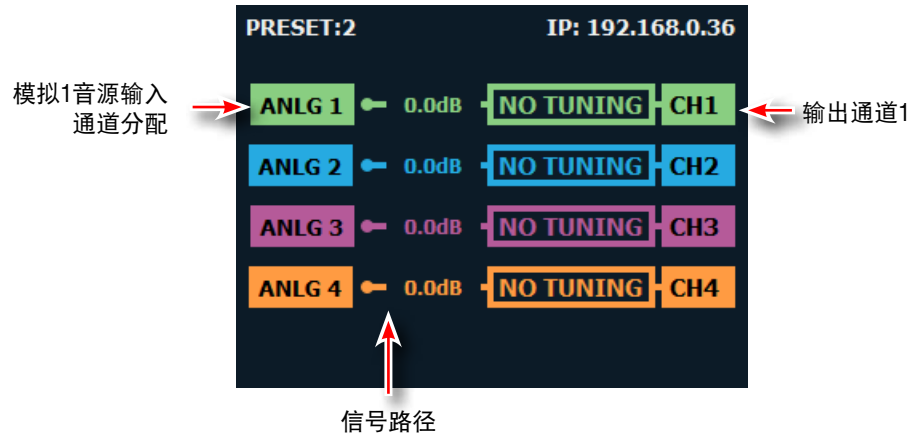 PRESET:2 IP: 192.168.0.36
模拟1音源输入
通道分配
ANLG 1 0.0dB NO TUNING CH1
输出通道1
ANLG 2 0.0dB NO TUNING CH2
ANLG 3 0.0dB NO TUNING CH3
ANLG 4 0.0dB NO TUNING CH4
信号路径